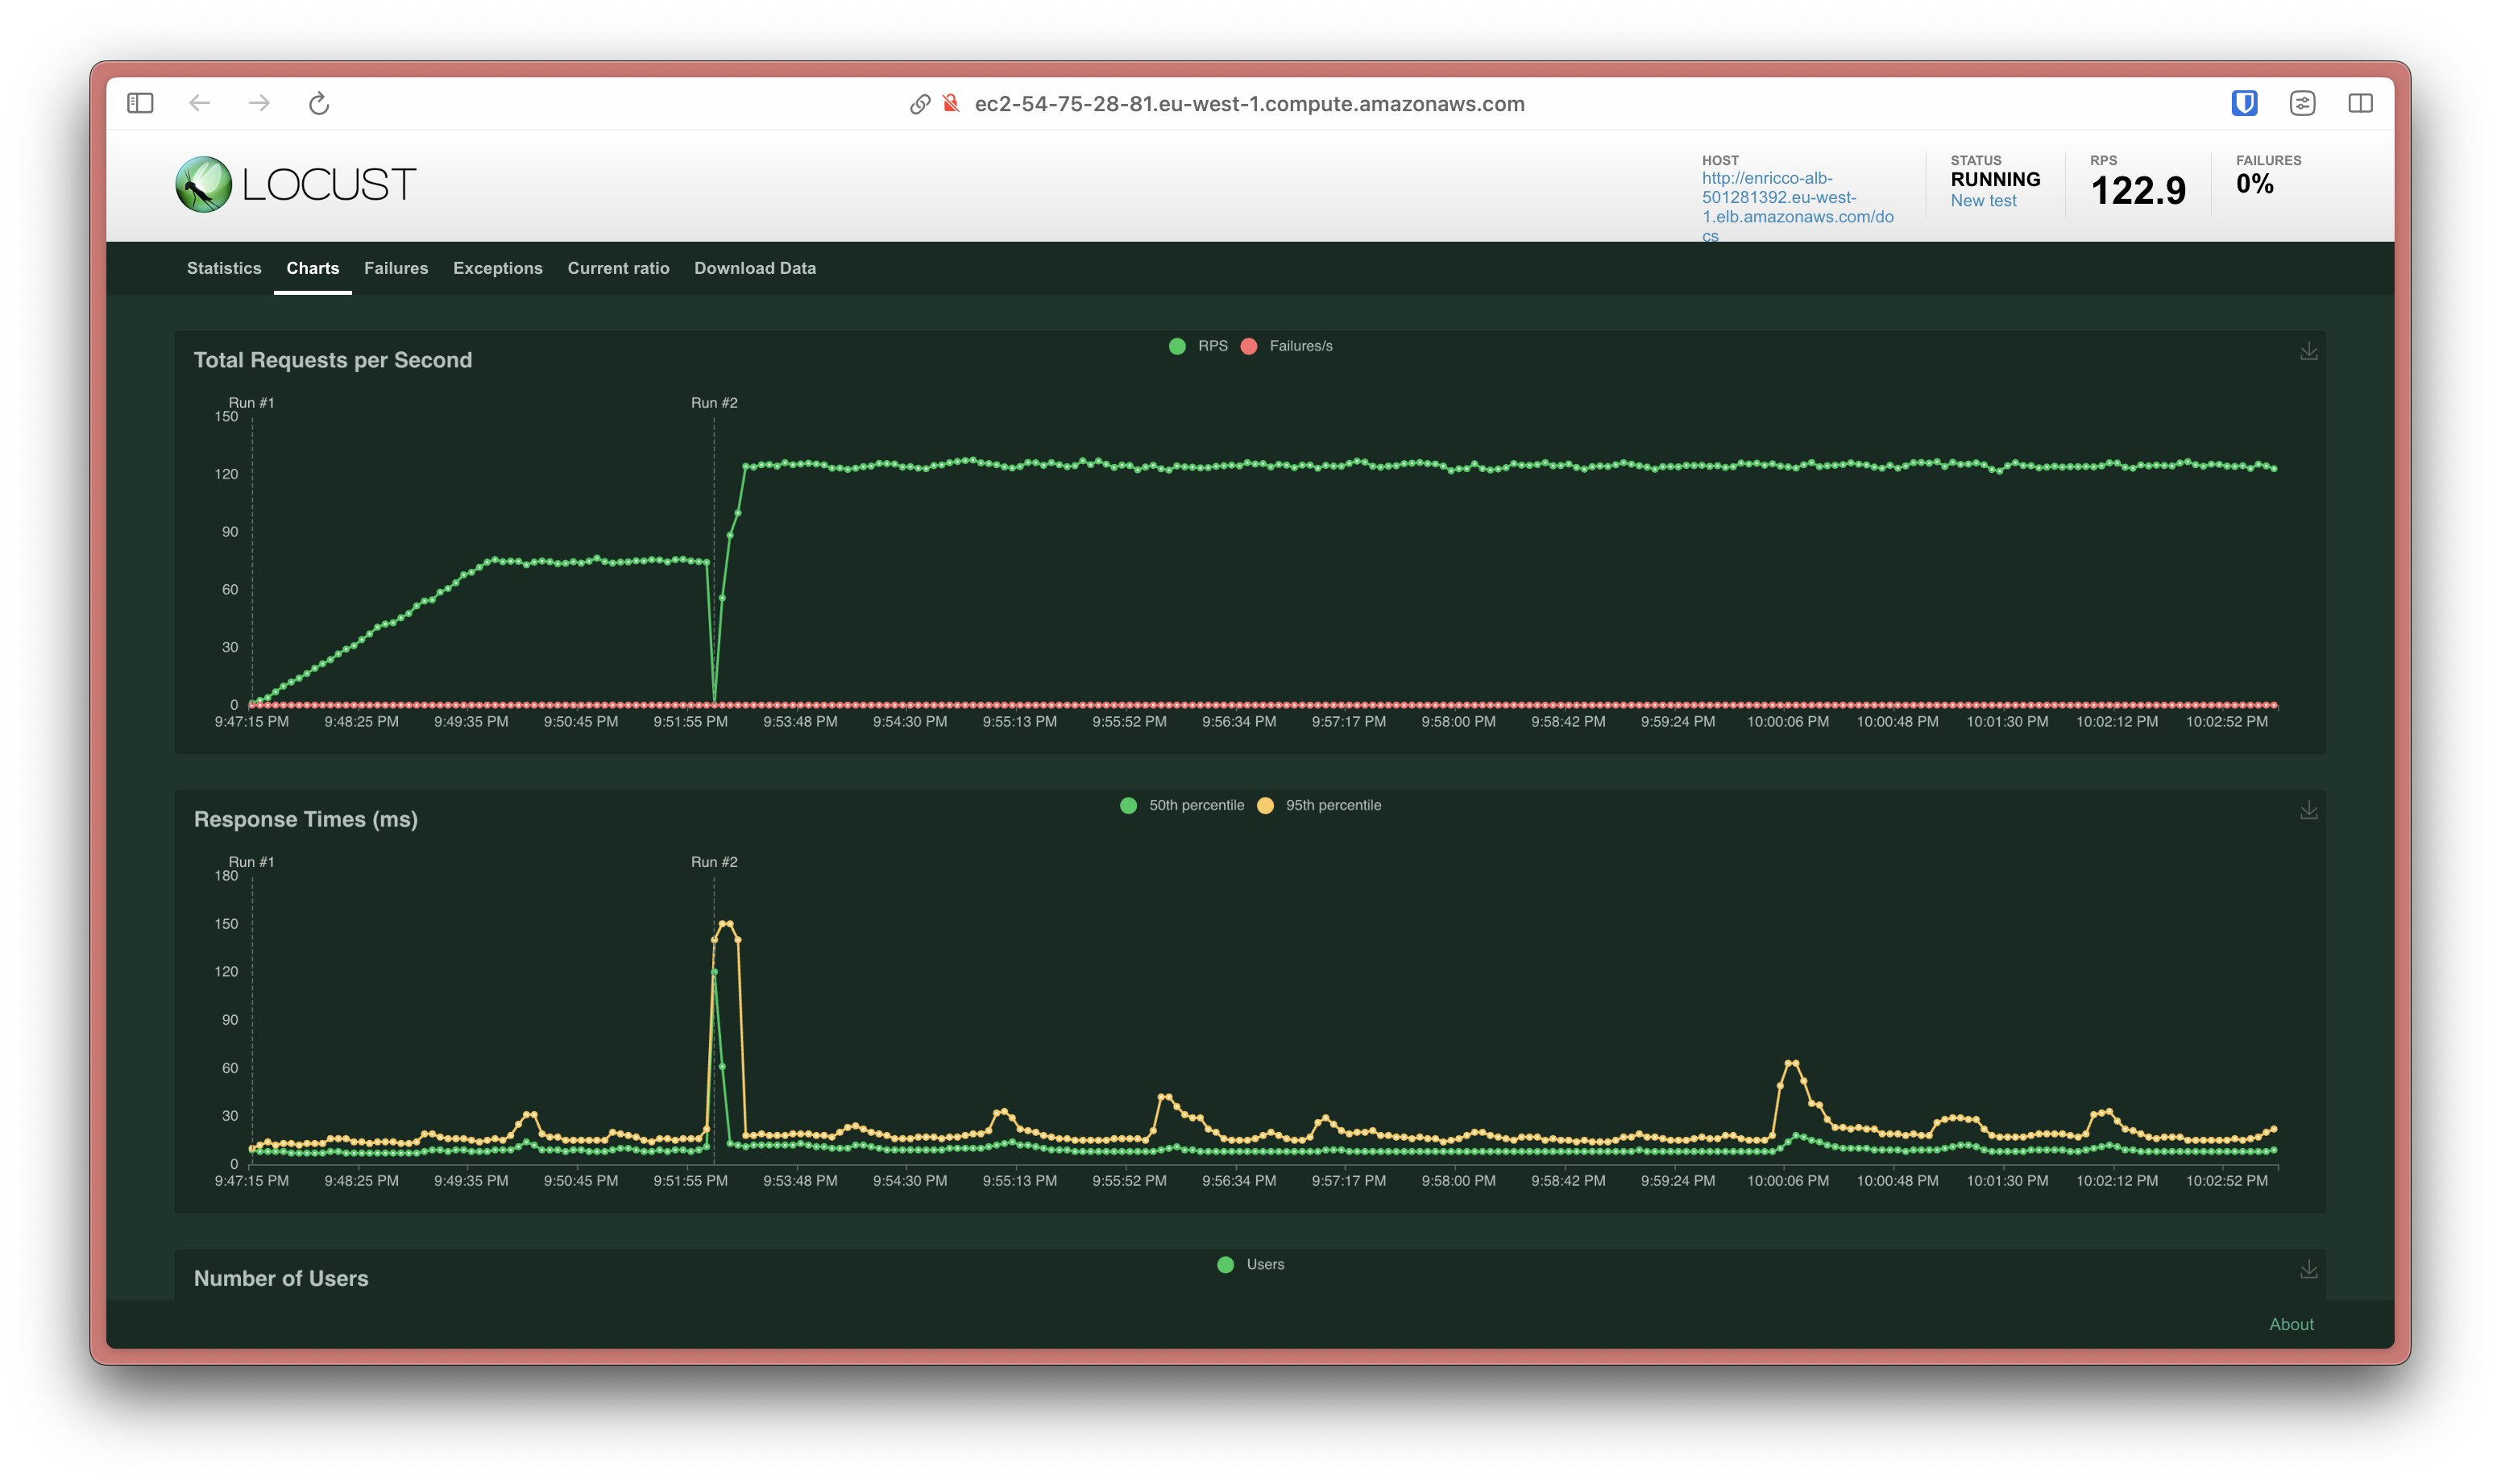 ec2-54-75-28-81.eu-west-1.compute.amazonaws.com
LOCUST
HOST
http://enricco-alb-
501281392.eu-west-
1.elb.amazonaws.com/do
cs
STATUS
RUNNING
New test
RPS
122.9
FAILURES
0%
Statistics Charts Failures Exceptions Current ratio Download Data
Total Requests per Second
RPS Failures/s
Run #1 Run #2
150
120
90
60
30
0
9:47:15 PM 9:48:25 PM 9:49:35 PM 9:50:45 PM 9:51:55 PM 9:53:48 PM 9:54:30 PM 9:55:13 PM 9:55:52 PM 9:56:34 PM 9:57:17 PM 9:58:00 PM 9:58:42 PM 9:59:24 PM 10:00:06 PM 10:00:48 PM 10:01:30 PM 10:02:12 PM 10:02:52 PM
Response Times (ms)
50th percentile 95th percentile
Run #1 Run #2
180
150
120
90
60
30
0
9:47:15 PM 9:48:25 PM 9:49:35 PM 9:50:45 PM 9:51:55 PM 9:53:48 PM 9:54:30 PM 9:55:13 PM 9:55:52 PM 9:56:34 PM 9:57:17 PM 9:58:00 PM 9:58:42 PM 9:59:24 PM 10:00:06 PM 10:00:48 PM 10:01:30 PM 10:02:12 PM 10:02:52 PM
Number of Users
Users
About